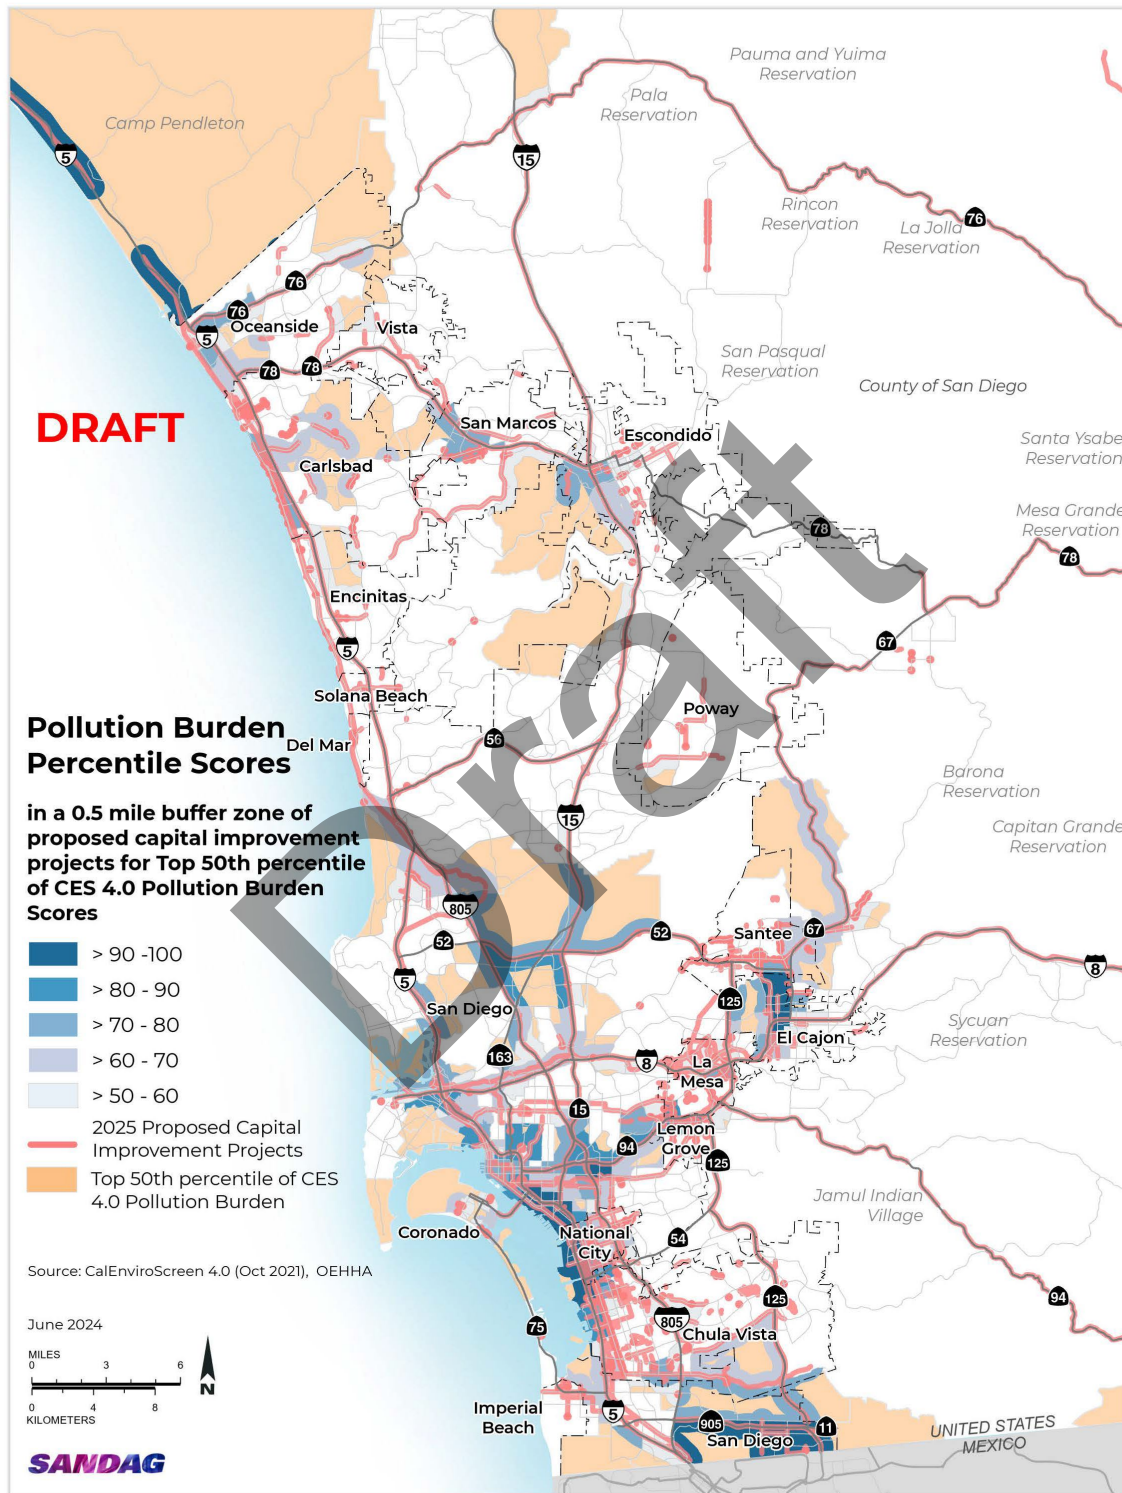 Pauma and Yuima
Reservation
Pala
Reservation
Camp Pendleton
5
15
Rincon
Reservation
76
La Jolla
Reservation
76
76
Oceanside
Vista
5
78
78
San Pasqual
Reservation
County of San Diego
DRAFT
San Marcos
Escondido
Santa Ysabe
Reservation
Carlsbad
Mesa Grande
Reservation
78
78
Encinitas
5
67
Solana Beach
Poway
Del Mar
56
Draft
Pollution Burden
Percentile Scores
in a 0.5 mile buffer zone of
proposed capital improvement
projects for Top 50th percentile
of CES 4.0 Pollution Burden
Scores
> 90 -100
> 80 - 90
> 70 - 80
> 60 - 70
> 50 - 60
2025 Proposed Capital
Improvement Projects
Top 50th percentile of CES
4.0 Pollution Burden
Barona
Reservation
15
Capitan Grande
Reservation
805
52
52
Santee
67
8
5
125
San Diego
El Cajon
Sycuan
Reservation
163
8
La
Mesa
15
94
Lemon
Grove
125
Jamul Indian
Village
Coronado
National
City
54
94
125
75
805
Chula Vista
Imperial
Beach
5
905
San Diego
11
UNITED STATES
MEXICO
Source: CalEnviroScreen 4.0 (Oct 2021), OEHHA
June 2024
MILES
0 3 6
0 4 8
KILOMETERS
N
SANDAG